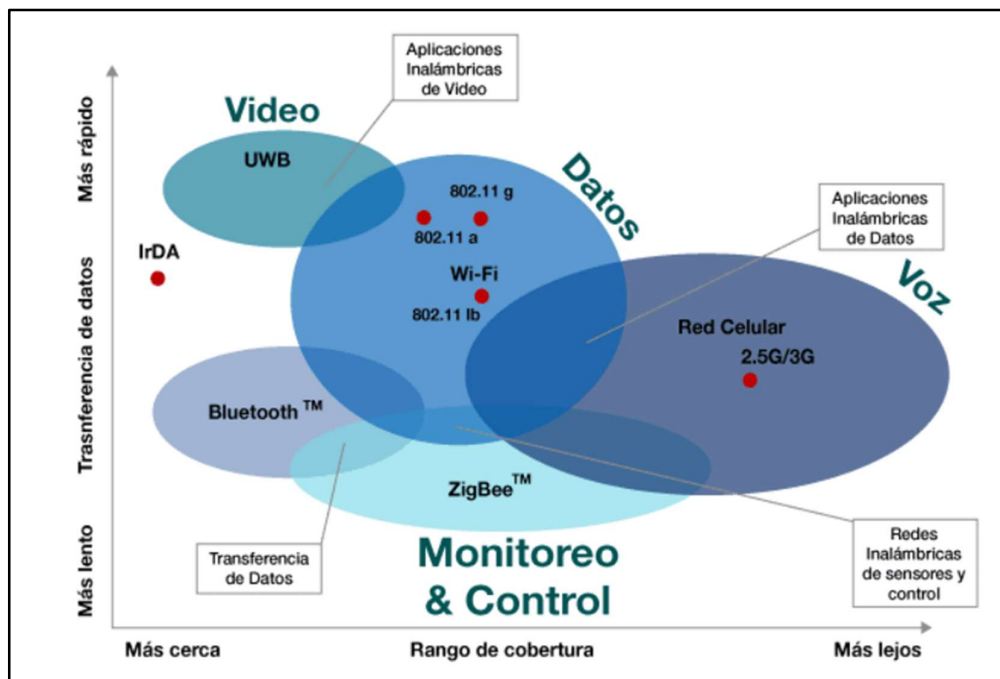 Aplicaciones
Inalámbricas
de Video
Video
UWB
Más rápido
Datos
802.11 g
802.11 a
Aplicaciones
Inalámbricas
de Datos
IrDA
Wi-Fi
802.11 lb
Voz
Red Celular
2.5G/3G
Trasnferencia de datos
Bluetooth TM
ZigBee TM
Transferencia
de Datos
Monitoreo
& Control
Redes
Inalámbricas
de sensores y
control
Más lento
Más cerca
Rango de cobertura
Más lejos